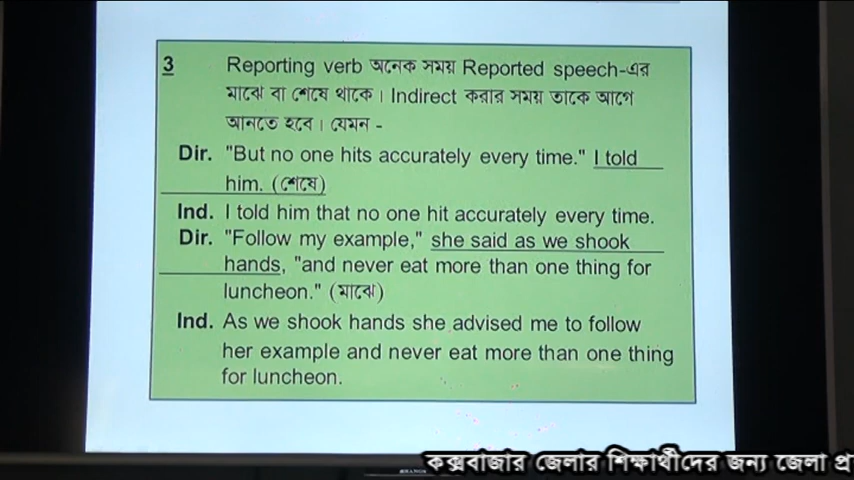 3 Reporting verb অনেক সময় Reported speech-এর
মাঝে বা শেষে থাকে। Indirect করার সময় তাকে আগে
আনতে হবে। যেমন -
Dir. "But no one hits accurately every time." I told
him. (শেষে)
Ind. I told him that no one hit accurately every time.
Dir. "Follow my example," she said as we shook
hands, "and never eat more than one thing for
luncheon." (মাঝে)
Ind. As we shook hands she advised me to follow
her example and never eat more than one thing
for luncheon.
কক্সবাজার জেলার শিক্ষার্থীদের জন্য জেলা প্র